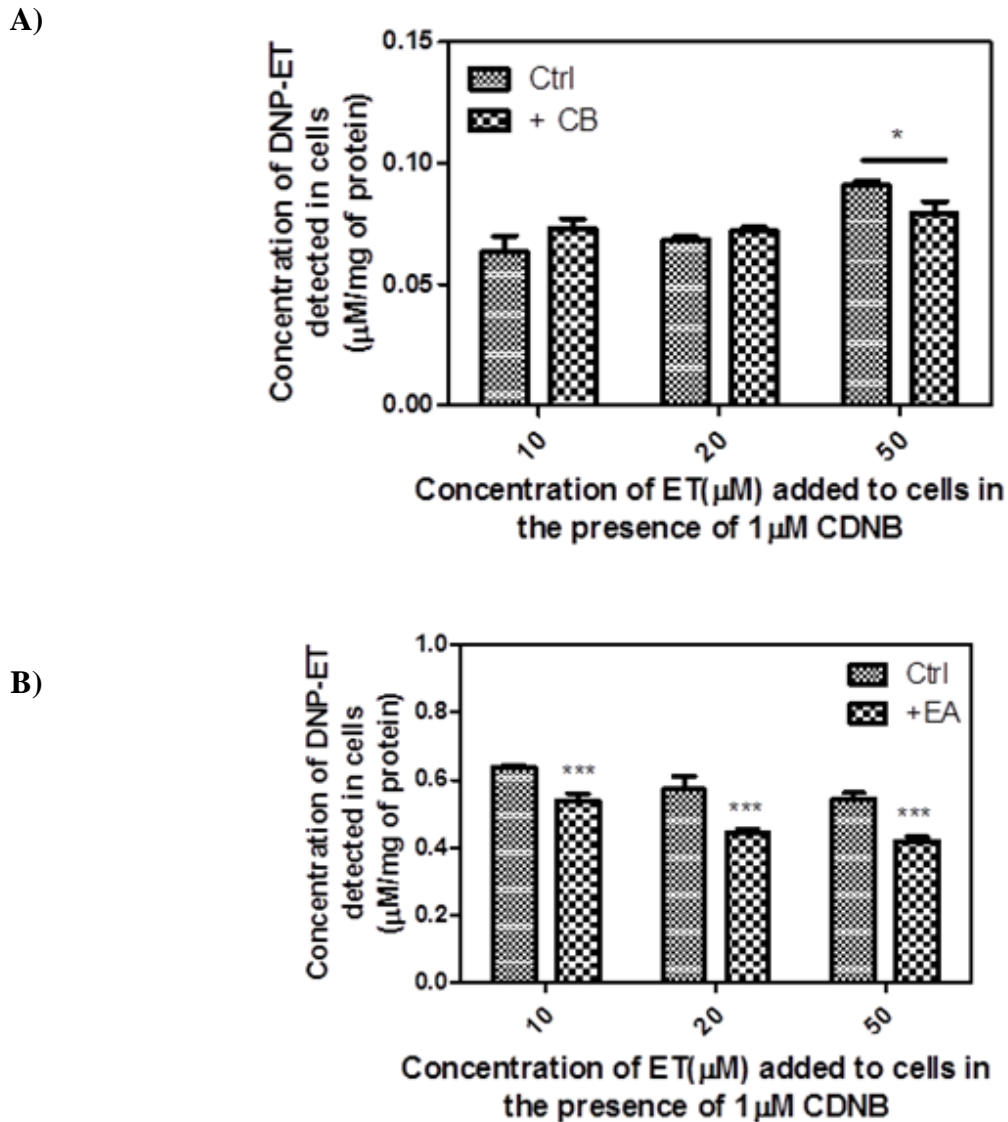 A)
Concentration of DNP-ET
detected in cells
(μM/mg of protein)
0.15
0.10
0.05
0.00
Ctrl
+ CB
*
10
20
50
Concentration of ET(μM) added to cells in
the presence of 1μM CDNB
B)
Concentration of DNP-ET
detected in cells
(μM/mg of protein)
1.0
0.8
0.6
0.4
0.2
0.0
Ctrl
+EA
***
***
***
10
20
50
Concentration of ET(μM) added to cells in
the presence of 1μM CDNB